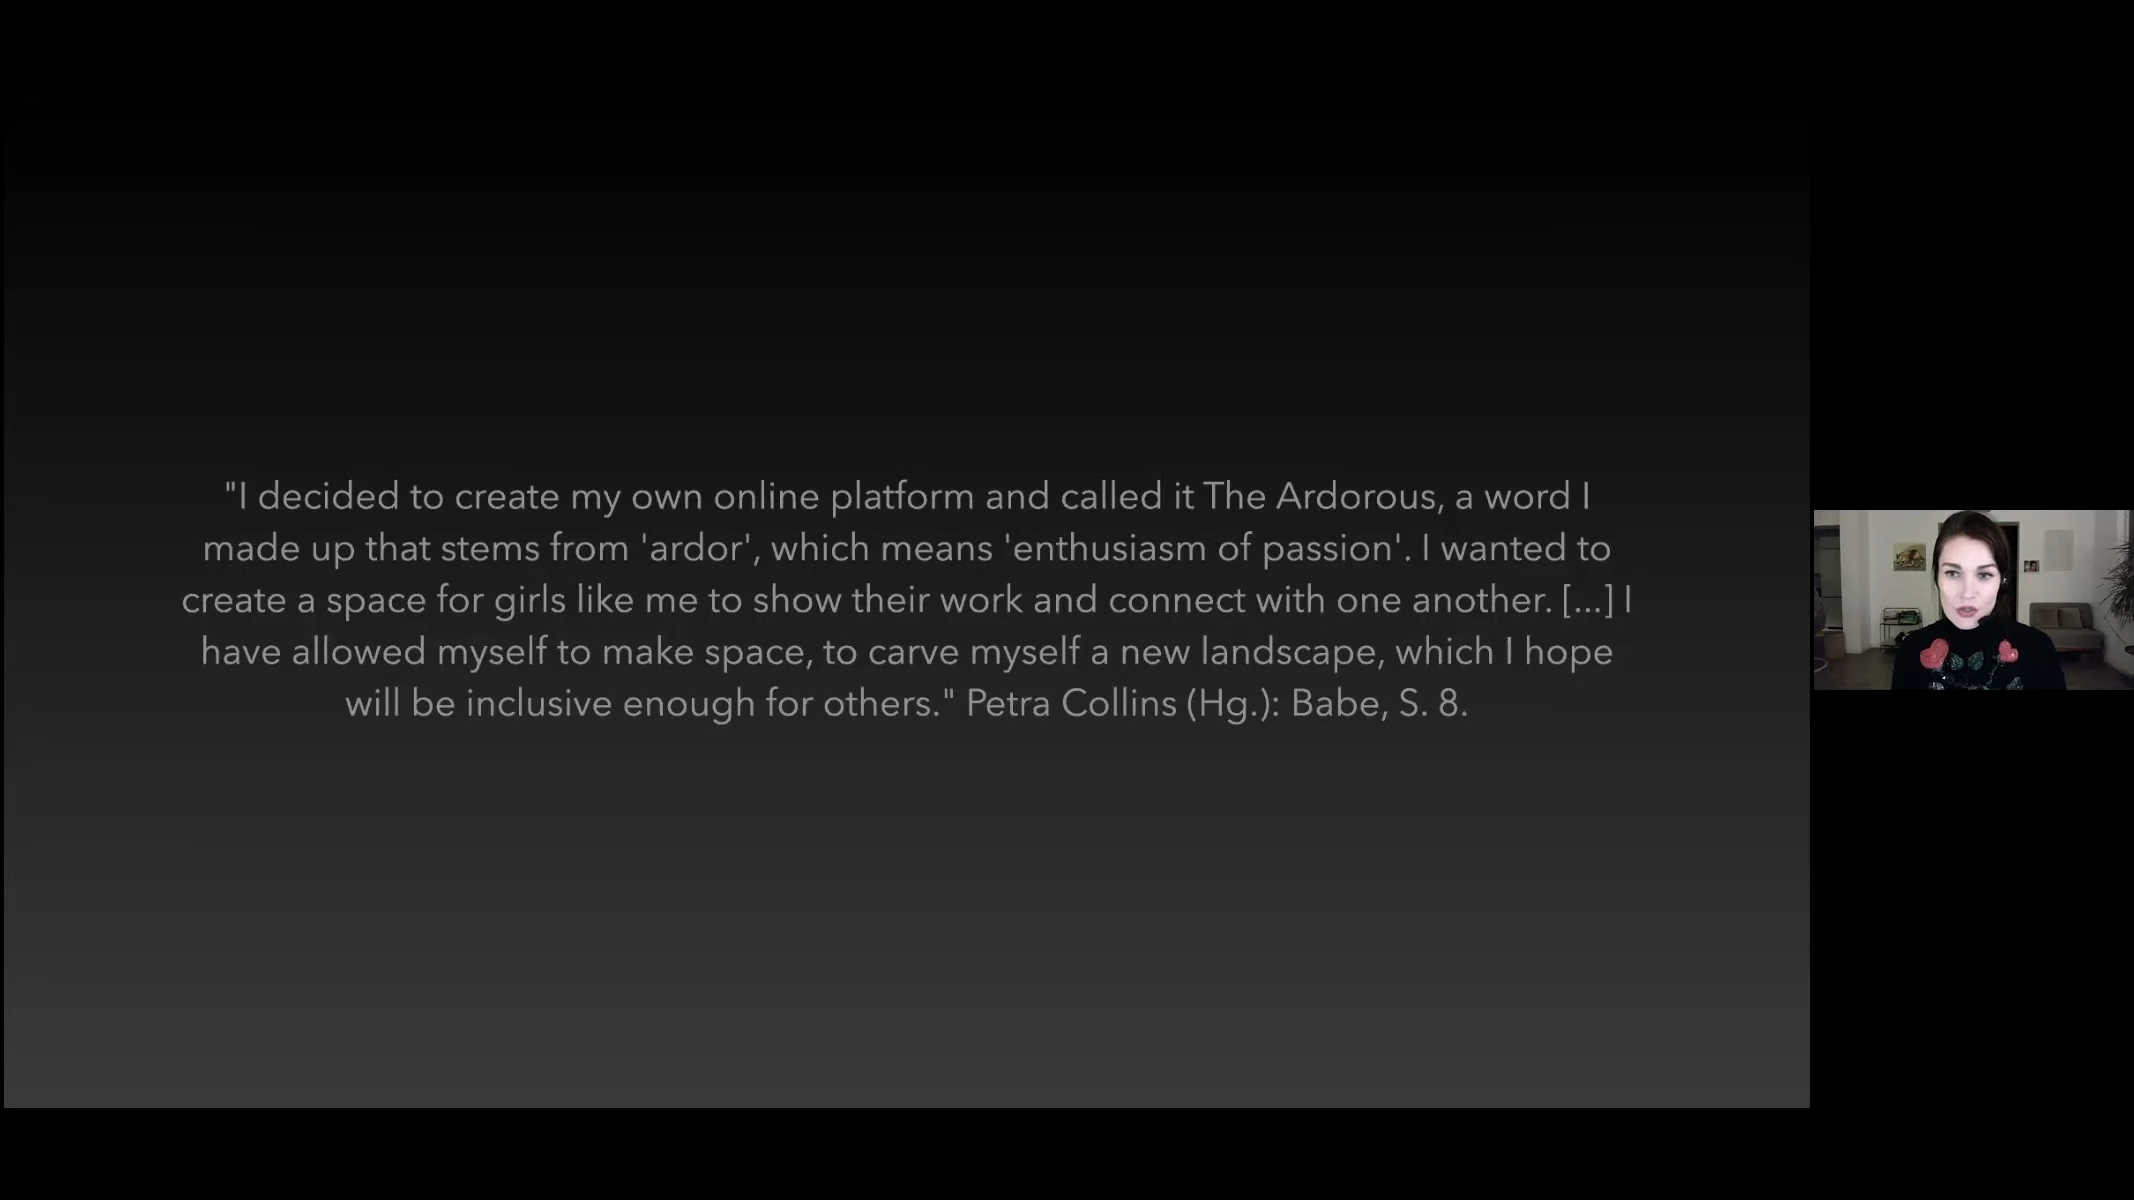 "I decided to create my own online platform and called it The Ardorous, a word I
made up that stems from 'ardor', which means 'enthusiasm of passion'. I wanted to
create a space for girls like me to show their work and connect with one another. [...] I
have allowed myself to make space, to carve myself a new landscape, which I hope
will be inclusive enough for others." Petra Collins (Hg.): Babe, S. 8.